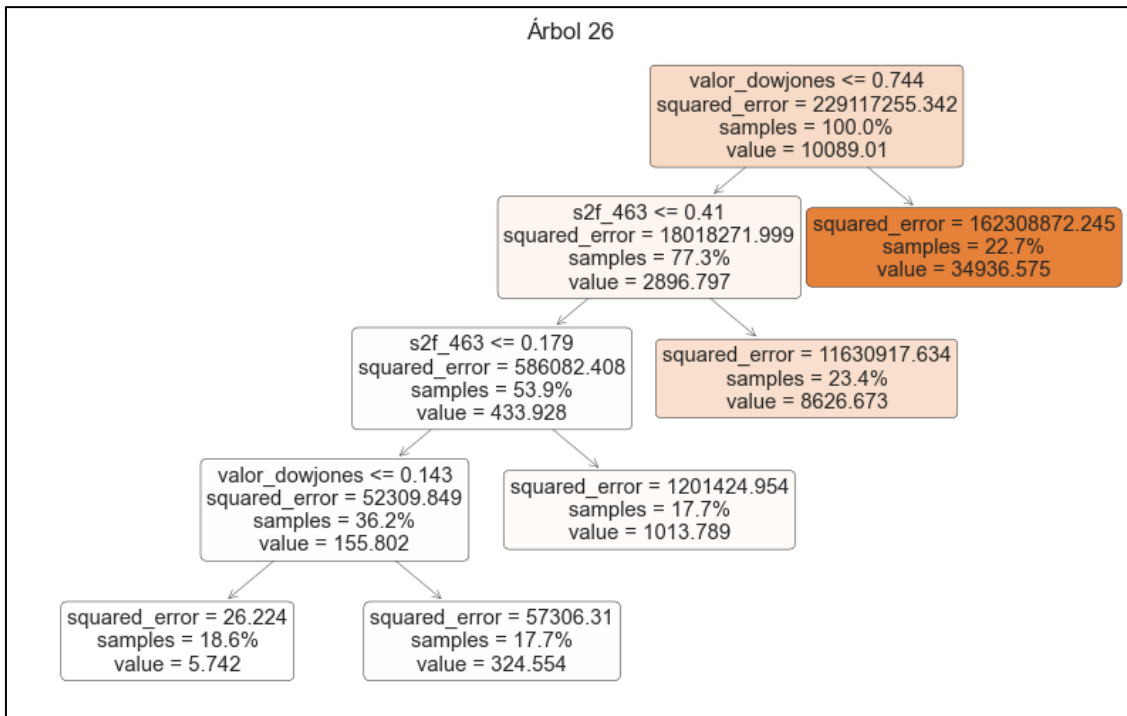 Árbol 26
valor_dowjones <= 0.744
squared_error = 229117255.342
samples = 100.0%
value = 10089.01
s2f_463 <= 0.41
squared_error = 18018271.999
samples = 77.3%
value = 2896.797
squared_error = 162308872.245
samples = 22.7%
value = 34936.575
s2f_463 <= 0.179
squared_error = 586082.408
samples = 53.9%
value = 433.928
squared_error = 11630917.634
samples = 23.4%
value = 8626.673
valor_dowjones <= 0.143
squared_error = 52309.849
samples = 36.2%
value = 155.802
squared_error = 1201424.954
samples = 17.7%
value = 1013.789
squared_error = 26.224
samples = 18.6%
value = 5.742
squared_error = 57306.31
samples = 17.7%
value = 324.554